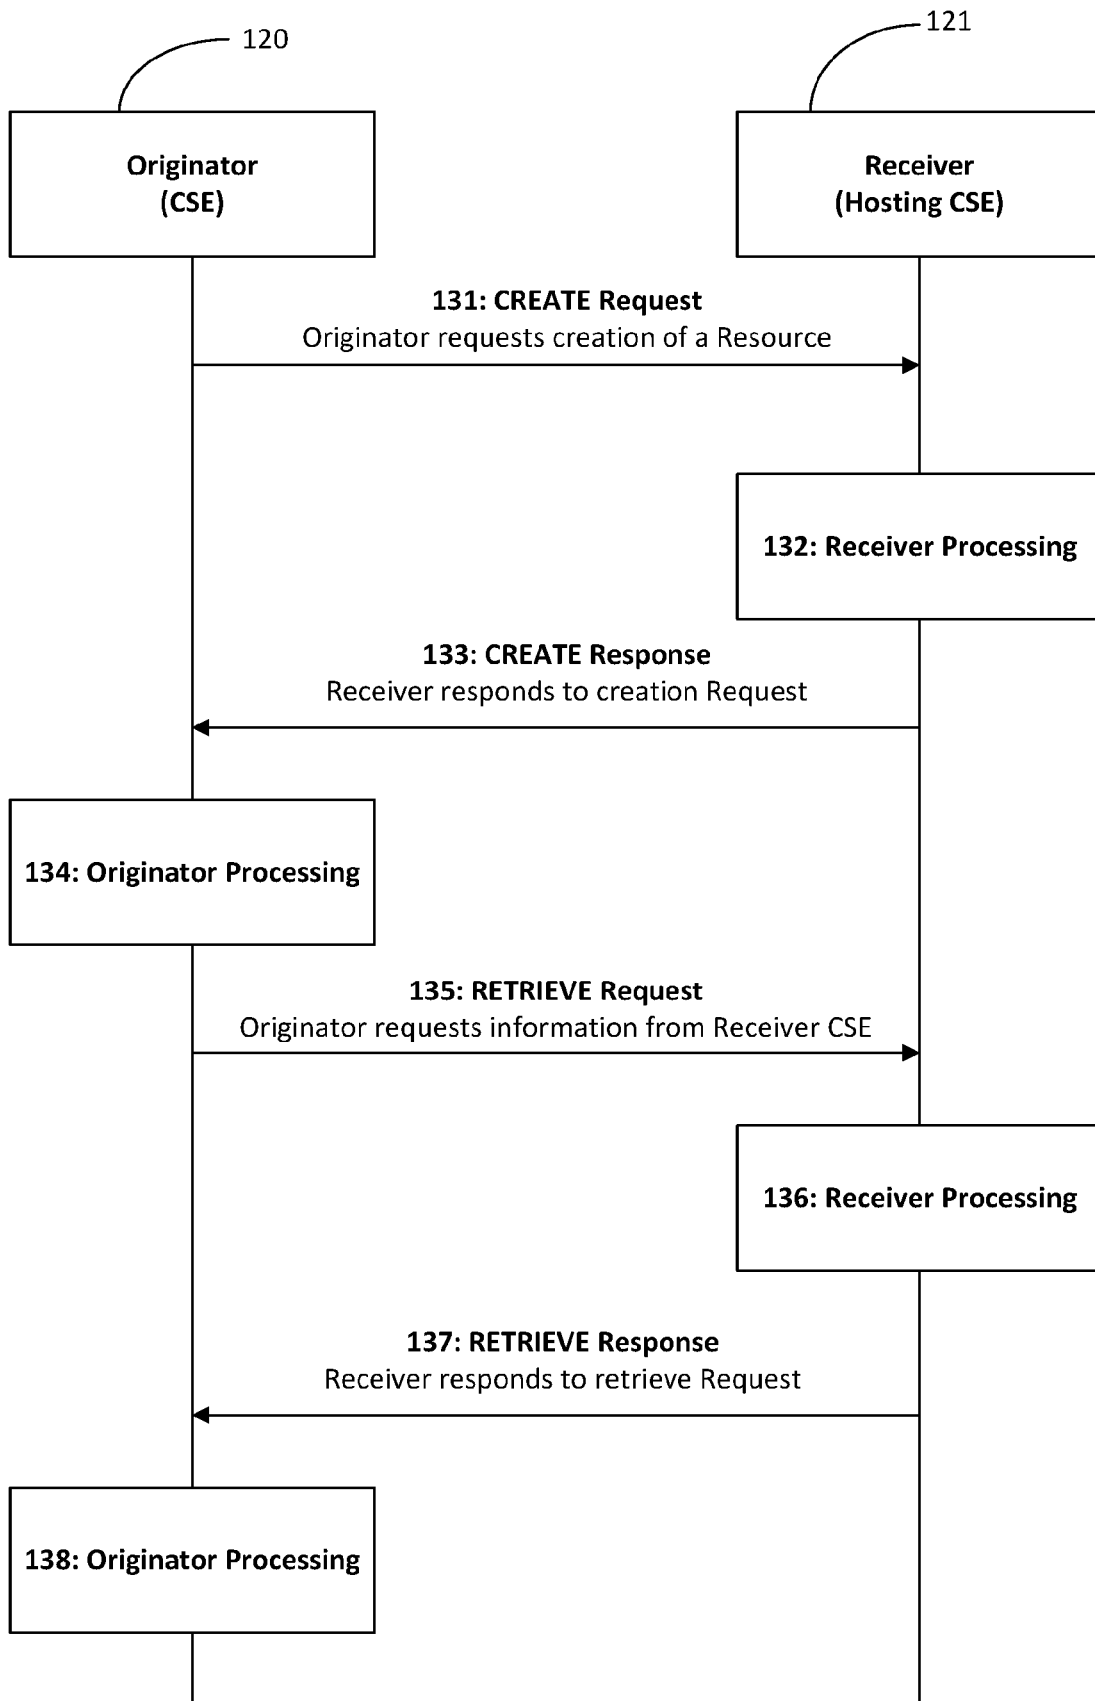 120
121
Originator
(CSE)
Receiver
(Hosting CSE)
131: CREATE Request
Originator requests creation of a Resource
132: Receiver Processing
133: CREATE Response
Receiver responds to creation Request
134: Originator Processing
135: RETRIEVE Request
Originator requests information from Receiver CSE
136: Receiver Processing
137: RETRIEVE Response
Receiver responds to retrieve Request
138: Originator Processing